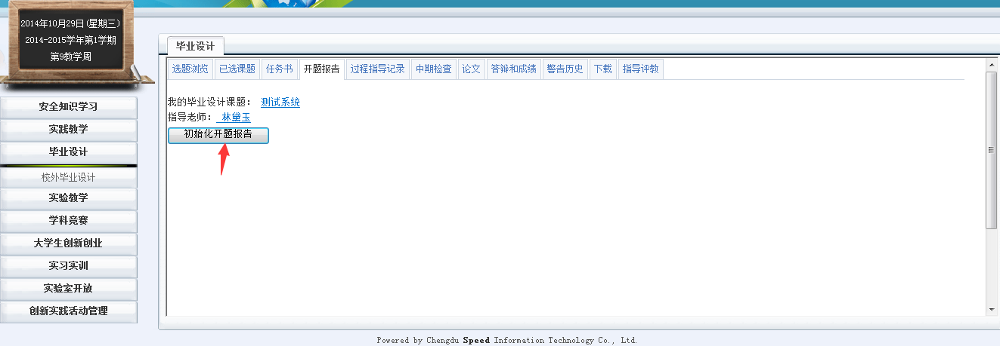 2014年10月29日(星期三)
2014-2015学年第1学期
第9教学周
安全知识学习
实践教学
毕业设计
校外毕业设计
实验教学
学科竞赛
大学生创新创业
实习实训
实验室开放
创新实践活动管理
毕业设计
选题浏览 已选课题 任务书 开题报告 过程指导记录 中期检查 论文 答辩和成绩 警告历史 下载 指导评教
我的毕业设计课题: 测试系统
指导老师: 林黛玉
初始化开题报告
Powered by Chengdu Speed Information Technology Co., Ltd.